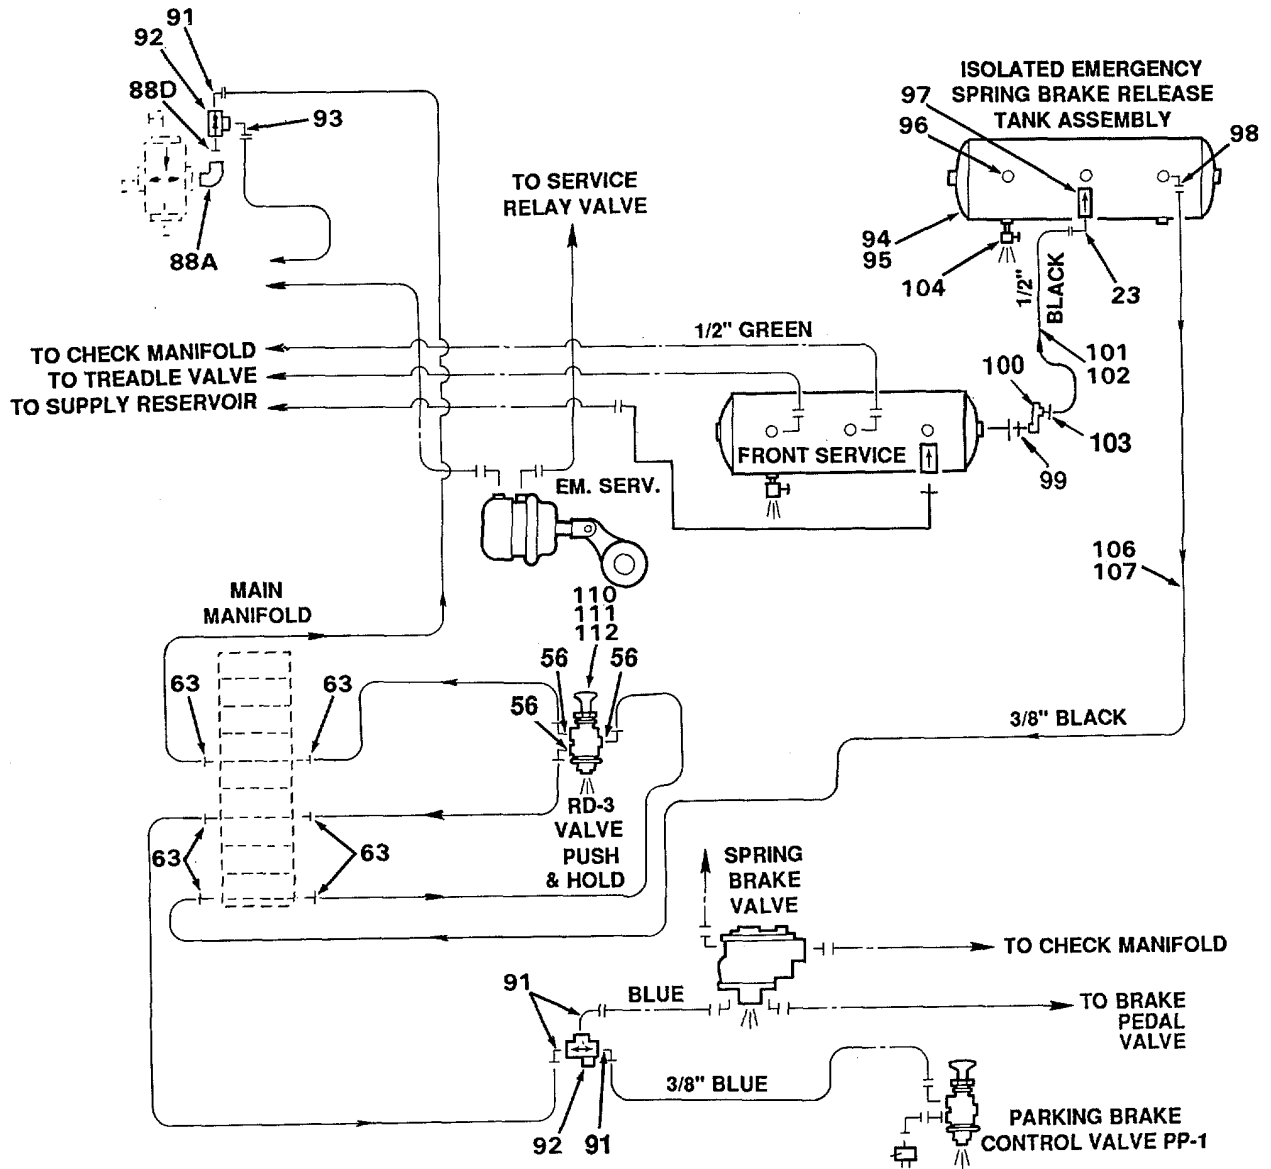 91
92
88D
93
88A
ISOLATED EMERGENCY
SPRING BRAKE RELEASE
TANK ASSEMBLY
97
96
98
94
95
104
23
1/2" BLACK
TO SERVICE
RELAY VALVE
1/2" GREEN
TO CHECK MANIFOLD
TO TREADLE VALVE
TO SUPPLY RESERVOIR
101
102
100
103
99
FRONT SERVICE
EM. SERV.
106
107
MAIN
MANIFOLD
110
111
112
56
56
56
63
63
3/8" BLACK
RD-3
VALVE
PUSH
& HOLD
63
63
SPRING
BRAKE
VALVE
TO CHECK MANIFOLD
91
BLUE
TO BRAKE
PEDAL
VALVE
3/8" BLUE
92
91
PARKING BRAKE
CONTROL VALVE PP-1